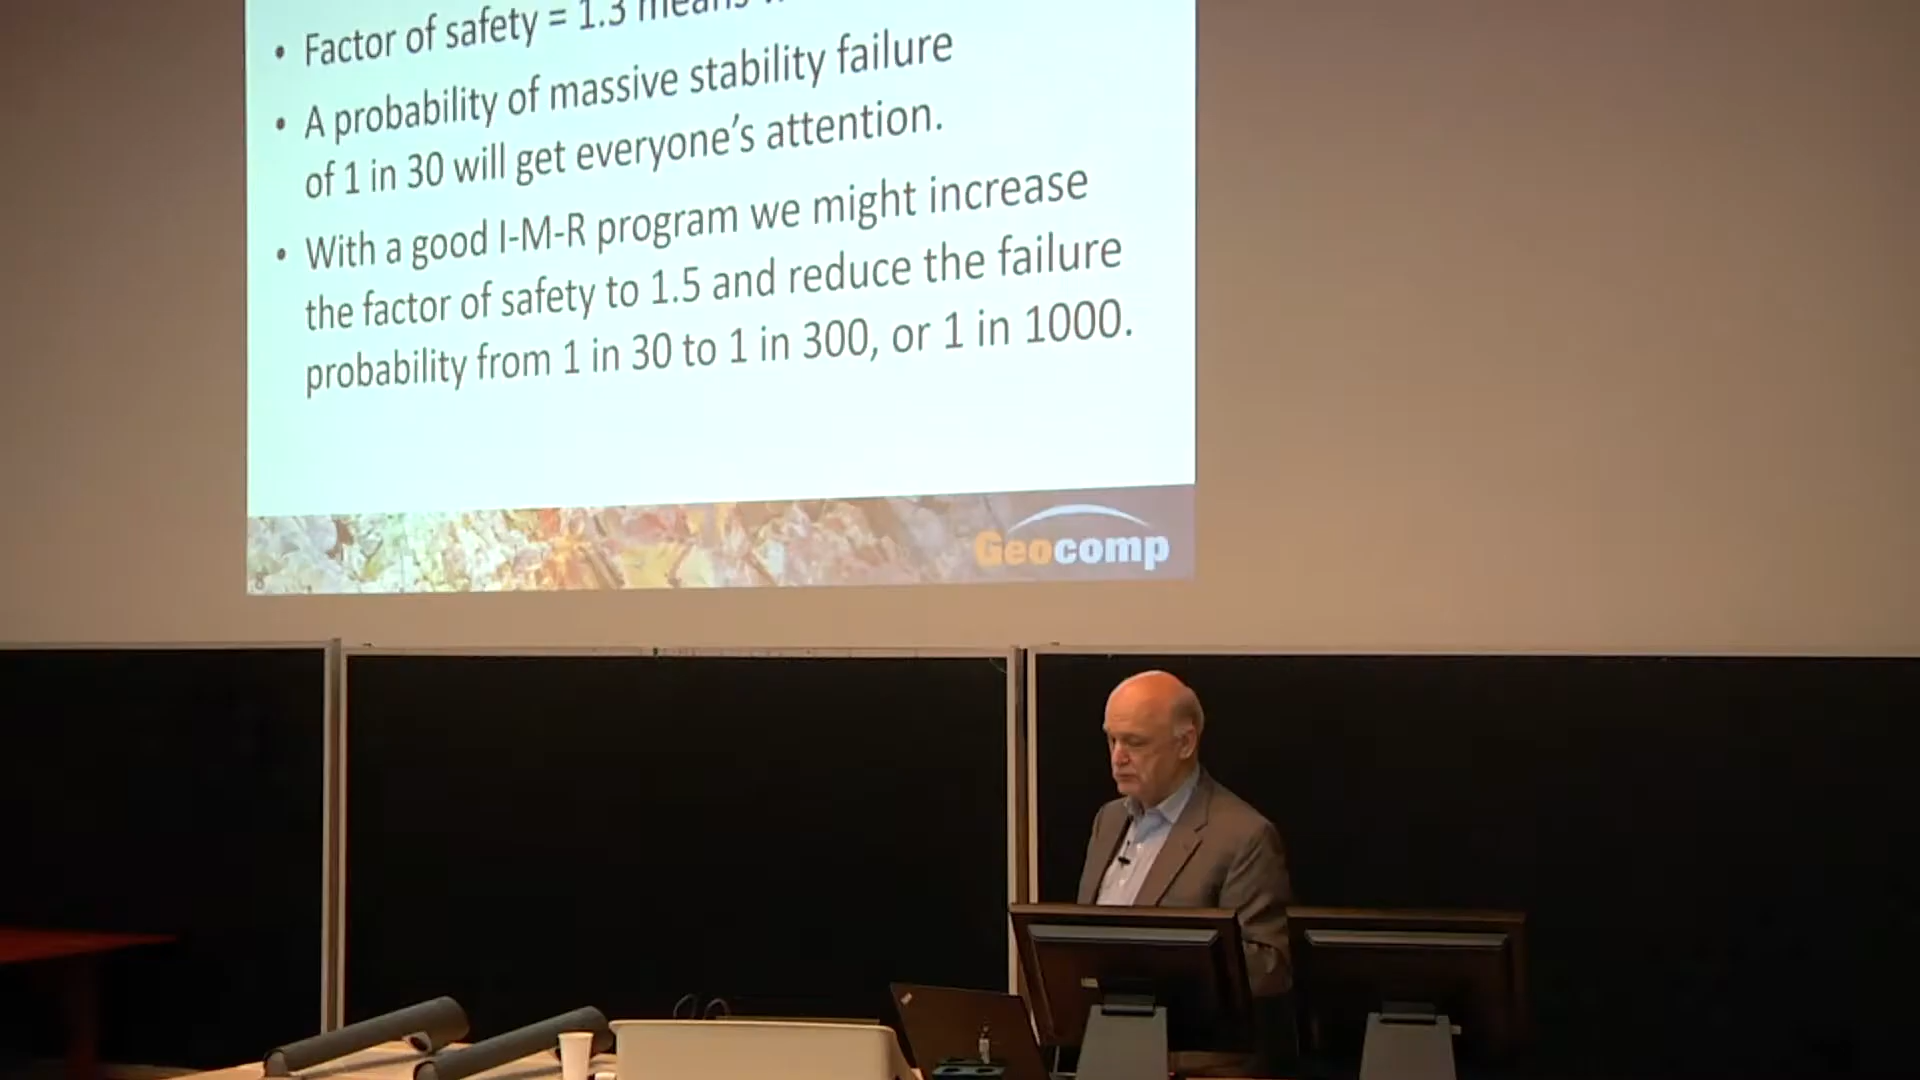 • Factor of safety = 1.3 means
• A probability of massive stability failure
of 1 in 30 will get everyone's attention.
• With a good I-M-R program we might increase
the factor of safety to 1.5 and reduce the failure
probability from 1 in 30 to 1 in 300, or 1 in 1000.
8
Geocomp